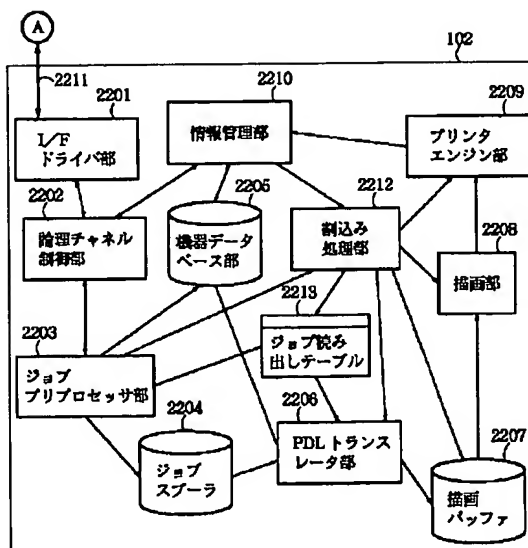 A
2211
102
2201
2210
2209
I/F
ドライバ部
情報管理部
プリンタ
エンジン部
2202
2205
2212
2208
論理チャネル
制御部
機器データ
ベース部
割込み
処理部
描画部
2203
2213
ジョブ
プリプロセッサ部
ジョブ読み
出しテーブル
2204
2206
2207
ジョブ
スプーラ
PDLトランス
レータ部
描画
バッファ